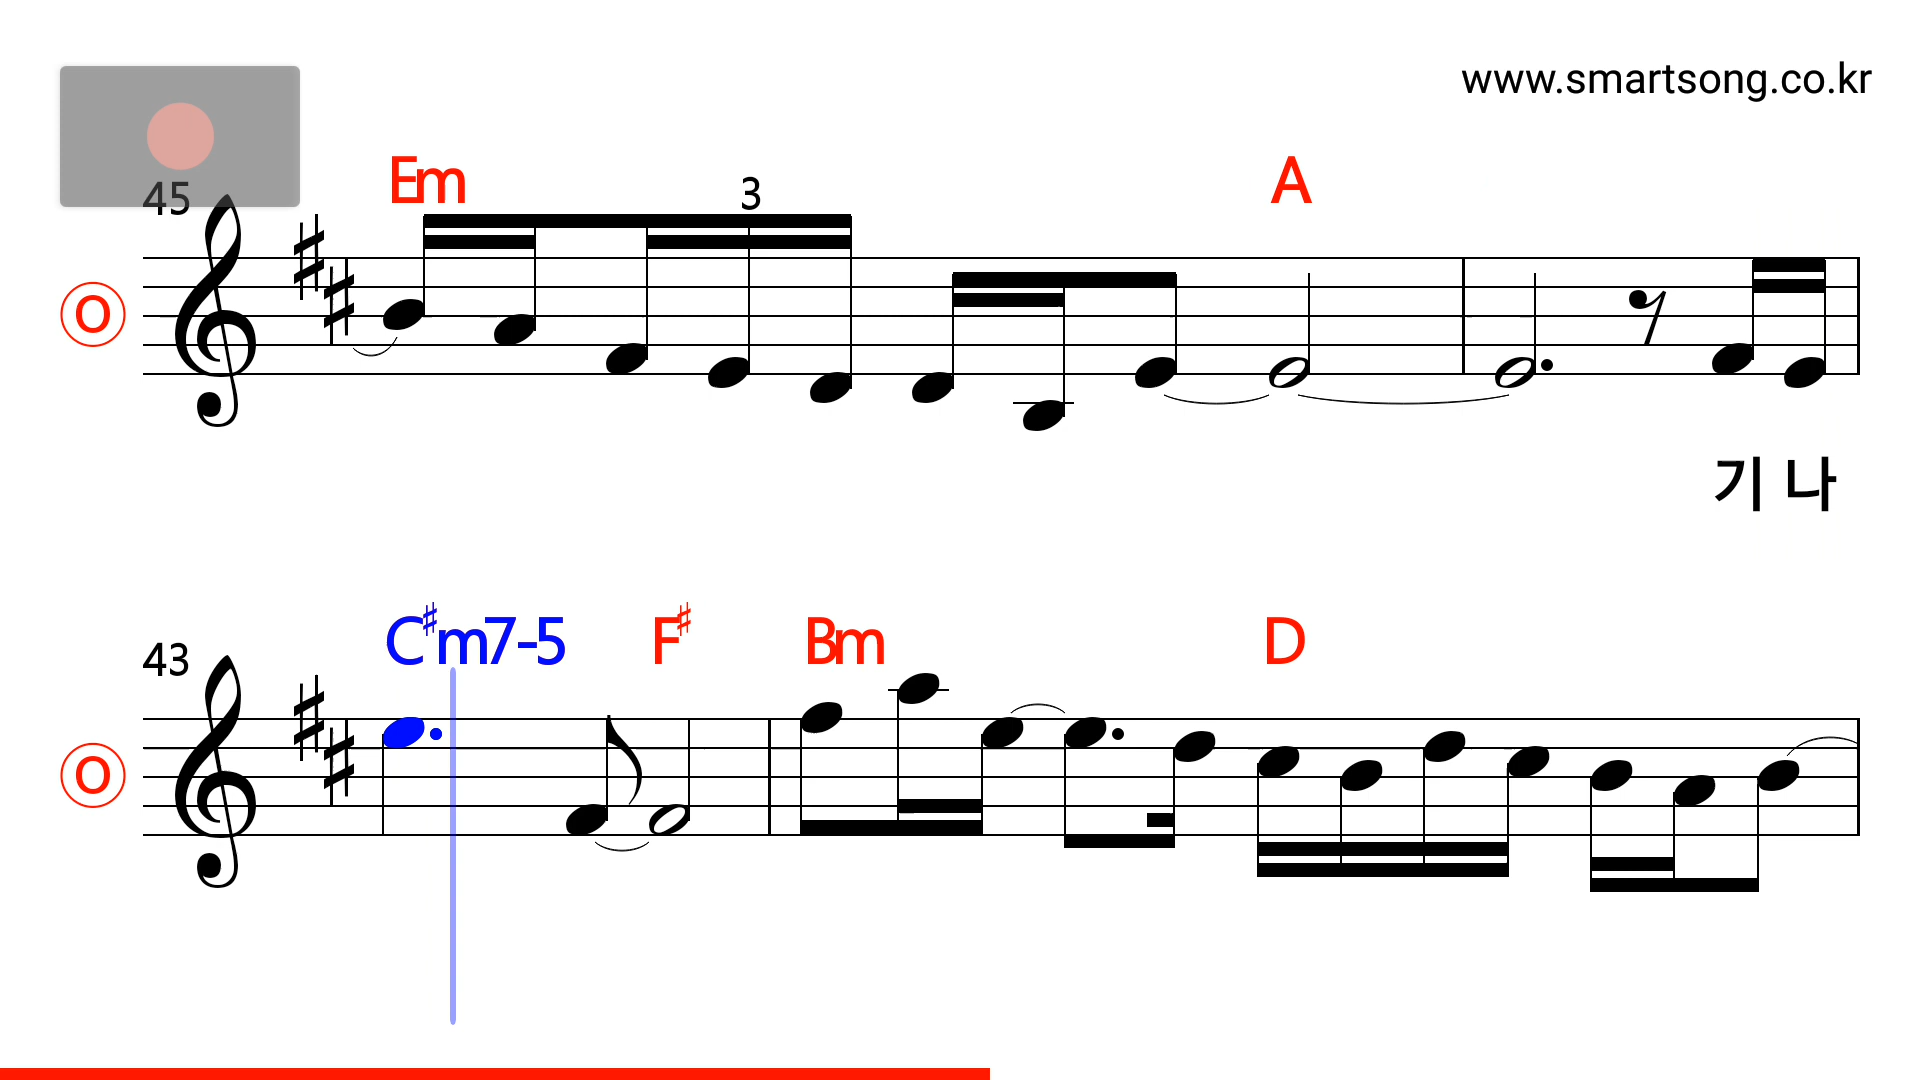 www.smartsong.co.kr
45 Em 3 A
O
기 나
43 C♯m7-5 F♯ Bm D
O